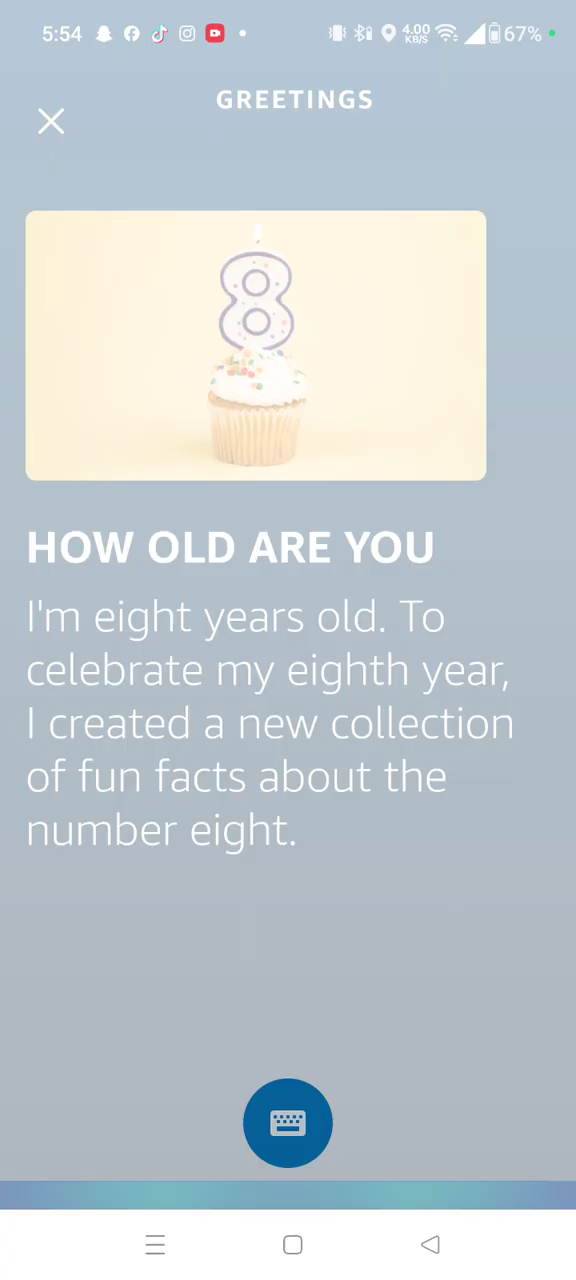 5:54 4.00 KB/S 67%
GREETINGS
8
HOW OLD ARE YOU
I'm eight years old. To
celebrate my eighth year,
I created a new collection
of fun facts about the
number eight.